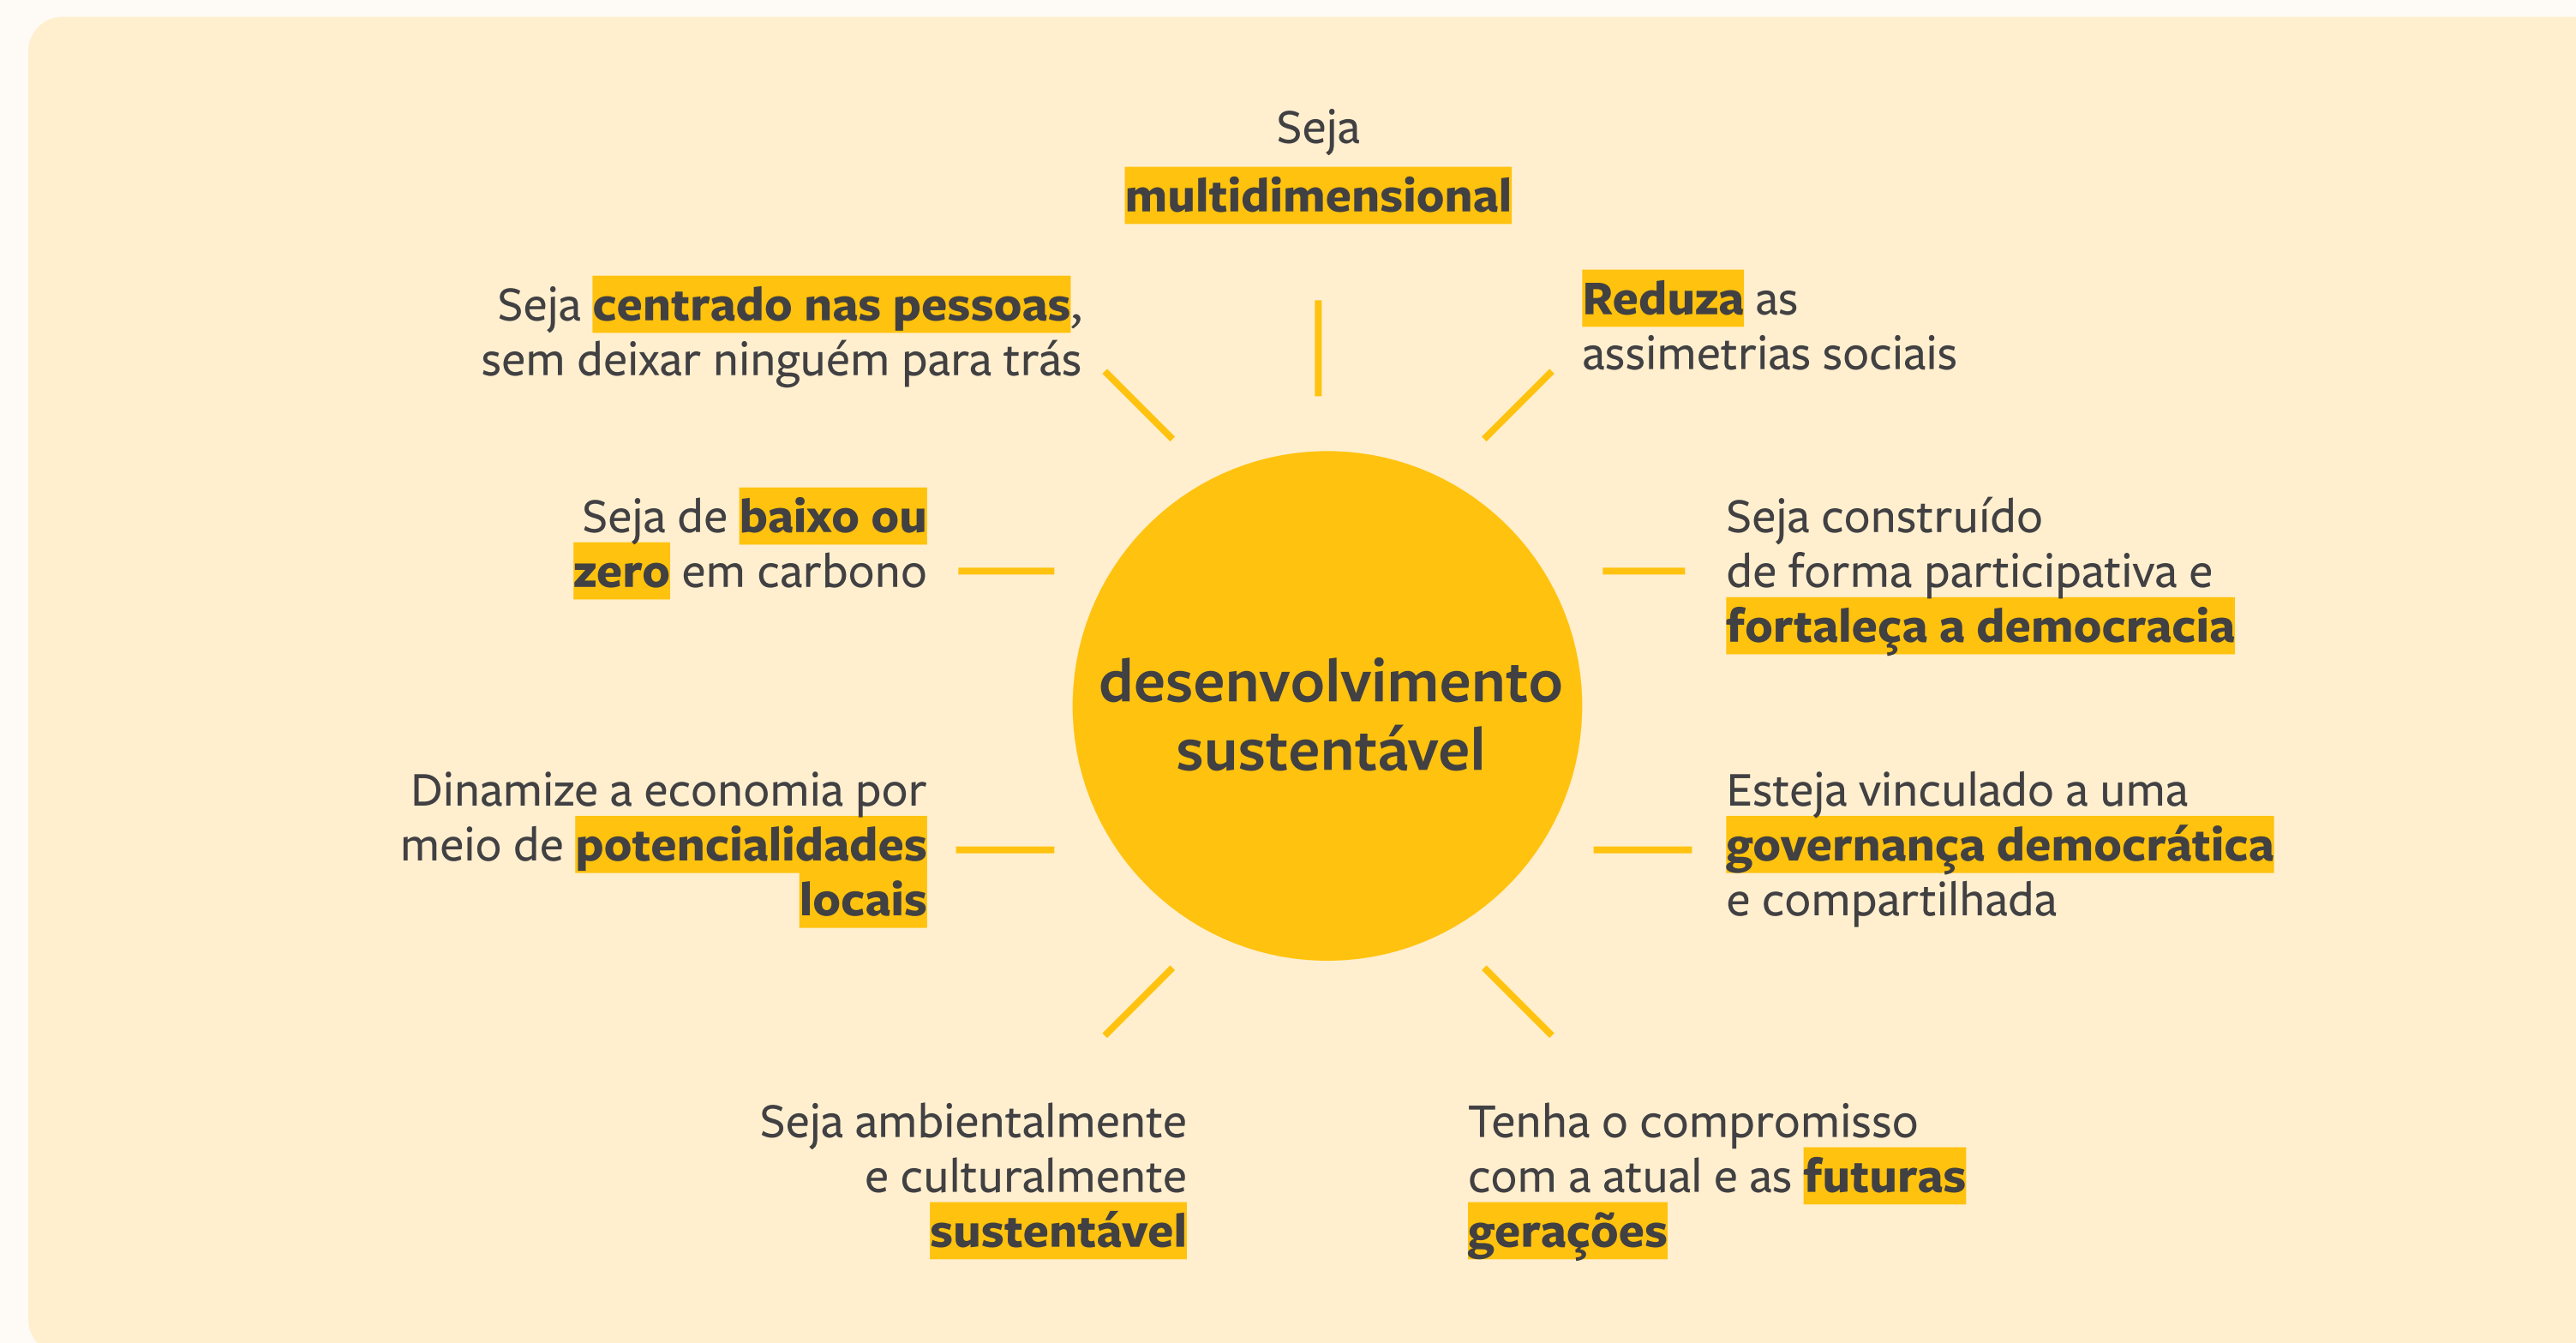 Seja
multidimensional
Seja centrado nas pessoas,
sem deixar ninguém para trás
Reduza as
assimetrias sociais
Seja de baixo ou
zero em carbono
Seja construído
de forma participativa e
fortaleça a democracia
desenvolvimento
sustentável
Dinamize a economia por
meio de potencialidades
locais
Esteja vinculado a uma
governança democrática
e compartilhada
Seja ambientalmente
e culturalmente
sustentável
Tenha o compromisso
com a atual e as futuras
gerações